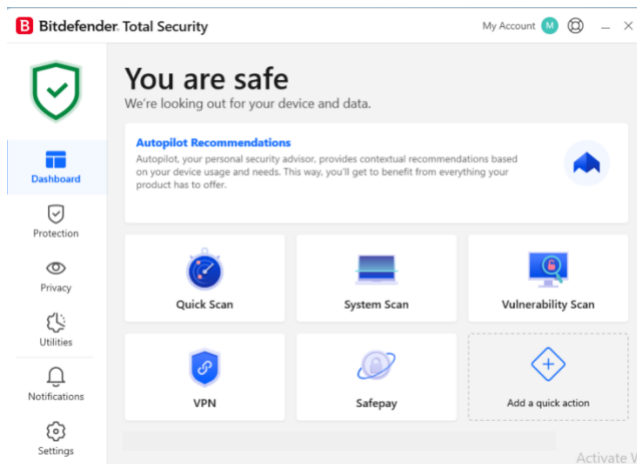 B Bitdefender Total Security
My Account M
You are safe
We're looking out for your device and data.
Autopilot Recommendations
Autopilot, your personal security advisor, provides contextual recommendations based
on your device usage and needs. This way, you'll get to benefit from everything your
product has to offer.
Dashboard
Protection
Privacy
Utilities
Notifications
Settings
Quick Scan
System Scan
Vulnerability Scan
VPN
Safepay
Add a quick action
Activate